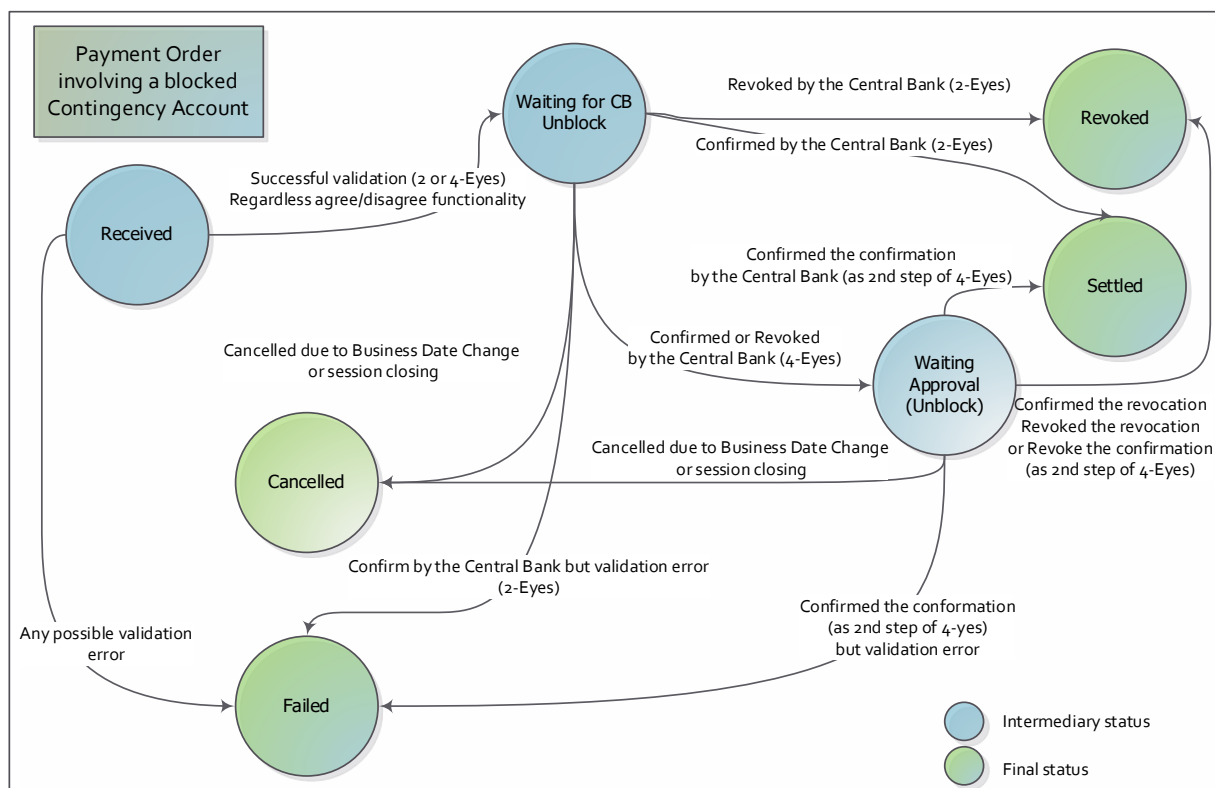 Payment Order
involving a blocked
Contingency Account
Waiting for CB
Unblock
Revoked by the Central Bank (2-Eyes)
Revoked
Confirmed by the Central Bank (2-Eyes)
Successful validation (2 or 4-Eyes)
Regardless agree/disagree functionality
Received
Confirmed the confirmation
by the Central Bank (as 2nd step of 4-Eyes)
Settled
Cancelled due to Business Date Change
or session closing
Confirmed or Revoked
by the Central Bank (4-Eyes)
Waiting
Approval
(Unblock)
Confirmed the revocation
Revoked the revocation
or Revoke the confirmation
(as 2nd step of 4-Eyes)
Cancelled due to Business Date Change
or session closing
Cancelled
Confirm by the Central Bank but validation error
(2-Eyes)
Any possible validation
error
Confirmed the conformation
(as 2nd step of 4-yes)
but validation error
Failed
Intermediary status
Final status